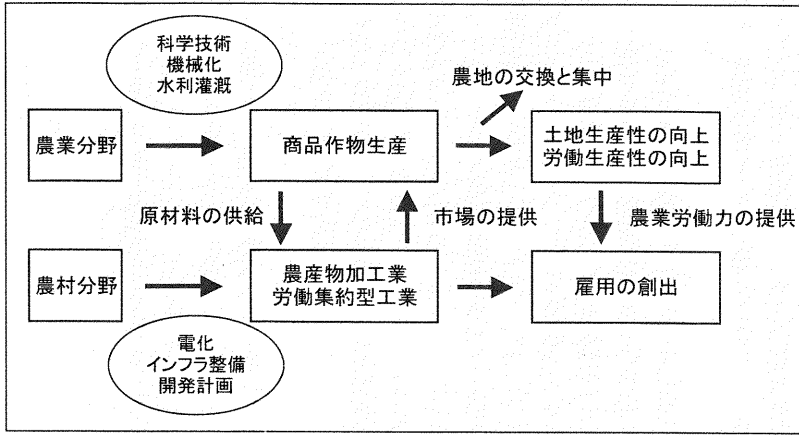 科学技術
機械化
水利灌漑
農地の交換と集中
農業分野
商品作物生産
土地生産性の向上
労働生産性の向上
原材料の供給
市場の提供
農業労働力の提供
農村分野
農産物加工業
労働集約型工業
雇用の創出
電化
インフラ整備
開発計画